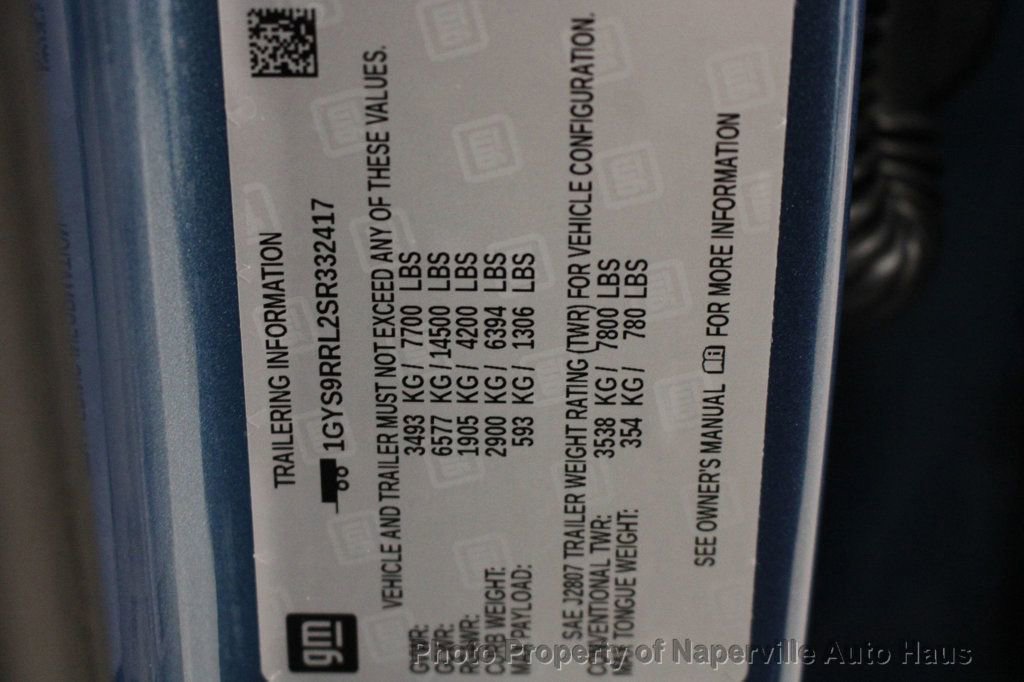 gm
TRAILERING INFORMATION
1GYS9RRL2SR332417
VEHICLE AND TRAILER MUST NOT EXCEED ANY OF THESE VALUES.
GVWR: 3493 KG / 7700 LBS
GCWR: 6577 KG / 14500 LBS
RGAWR: 1905 KG / 4200 LBS
CURB WEIGHT: 2900 KG / 6394 LBS
MAX PAYLOAD: 593 KG / 1306 LBS
SAE J2807 TRAILER WEIGHT RATING (TWR) FOR VEHICLE CONFIGURATION.
CONVENTIONAL TWR: 3538 KG / 7800 LBS
MAX TONGUE WEIGHT: 354 KG / 780 LBS
SEE OWNER'S MANUAL FOR MORE INFORMATION
Photo Property of Naperville Auto Haus